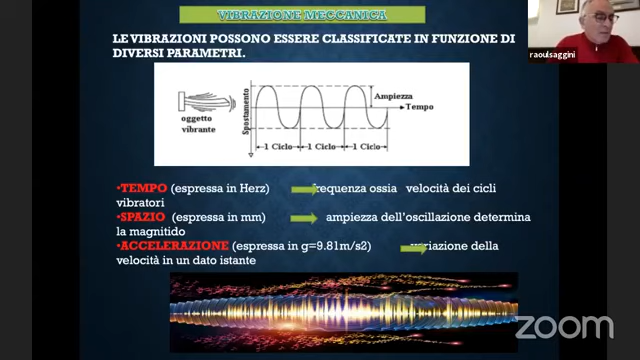 VIBRAZIONE MECCANICA
raoulsaggini
LE VIBRAZIONI POSSONO ESSERE CLASSIFICATE IN FUNZIONE DI
DIVERSI PARAMETRI.
Spostamento
Ampiezza
Tempo
oggetto
vibrante
1 Ciclo 1 Ciclo 1 Ciclo
•TEMPO (espressa in Herz) frequenza ossia velocità dei cicli
vibratori
•SPAZIO (espressa in mm) ampiezza dell'oscillazione determina
la magnitido
•ACCELERAZIONE (espressa in g=9.81m/s2) variazione della
velocità in un dato istante
zoom